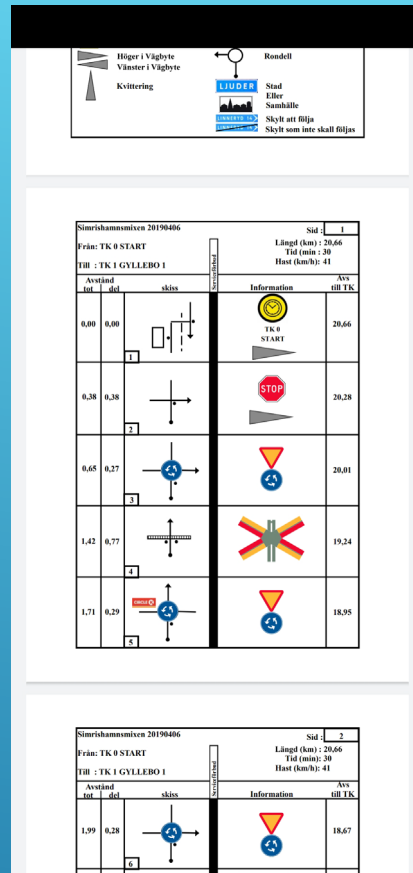 Höger i Vägbyte
Vänster i Vägbyte
Kvittering
Rondell
LJUDER
Stad
Eller
Samhälle
Skylt att följa
Skylt som inte skall följas
Simrishamnsmixen 20190406
Sid : 1
Från: TK 0 START
Längd (km) : 20,66
Tid (min : 30
Till : TK 1 GYLLEBO 1
Hast (km/h): 41
Serviceförbud
Avstånd
tot del
skiss
Information
Avs
till TK
0,00 0,00
1
TK 0
START
20,66
0,38 0,38
2
STOP
20,28
0,65 0,27
3
20,01
1,42 0,77
4
19,24
1,71 0,29
CIRCLE K
5
18,95
Simrishamnsmixen 20190406
Sid : 2
Från: TK 0 START
Längd (km) : 20,66
Tid (min): 30
Till : TK 1 GYLLEBO 1
Hast (km/h): 41
Serviceförbud
Avstånd
tot del
skiss
Information
Avs
till TK
1,99 0,28
6
18,67